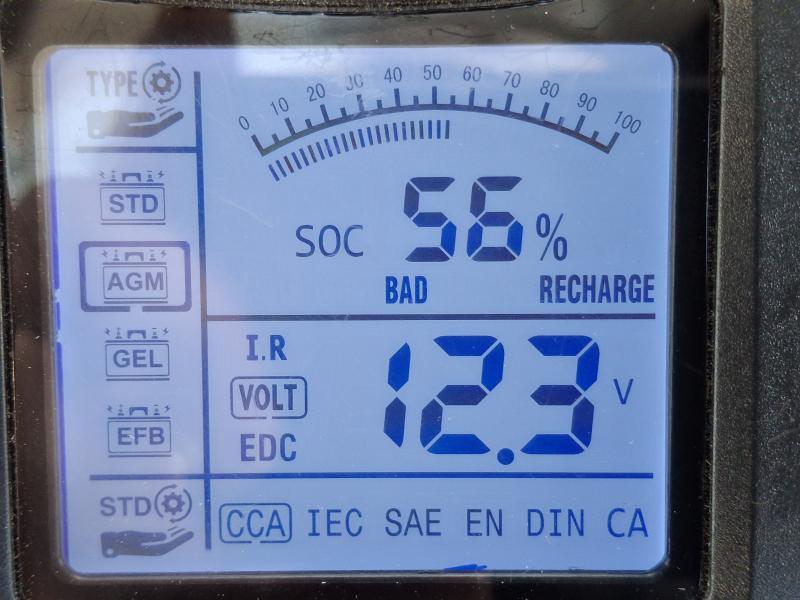 TYPE
0 10 20 30 40 50 60 70 80 90 100
STD
SOC 56%
AGM
BAD RECHARGE
GEL
I.R
VOLT
12.3 V
EFB
EDC
STD
CCA IEC SAE EN DIN CA